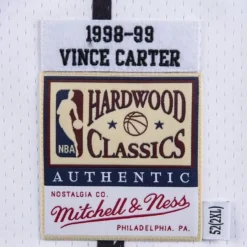 1998-99
VINCE CARTER
HARDWOOD
NBA
CLASSICS
AUTHENTIC
NOSTALGIA CO.
Mitchell & Ness
PHILADELPHIA, PA.
52(2XL)